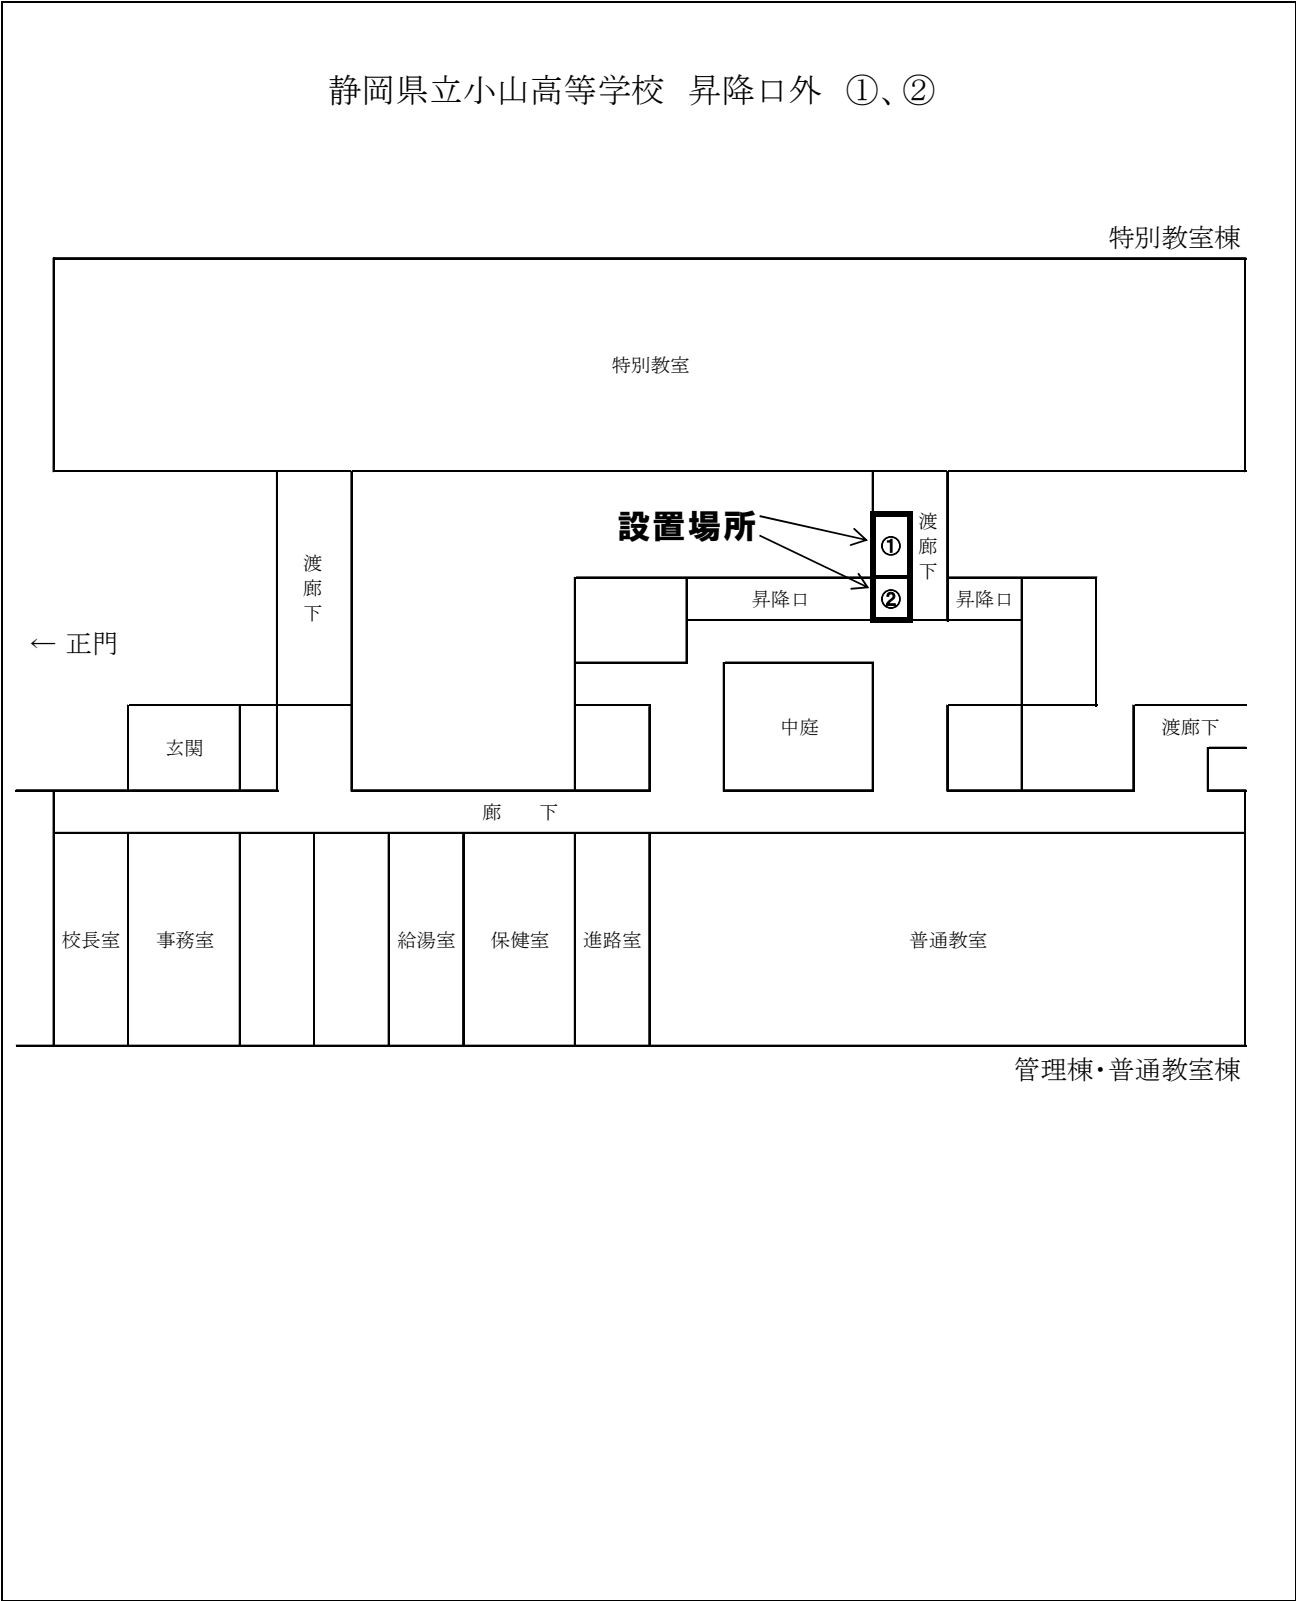 静岡県立小山高等学校　昇降口外　①、②
特別教室棟
特別教室
設置場所
①
渡廊下
渡廊下
昇降口
②
昇降口
← 正門
中庭
渡廊下
玄関
廊　下
校長室
事務室
給湯室
保健室
進路室
普通教室
管理棟・普通教室棟